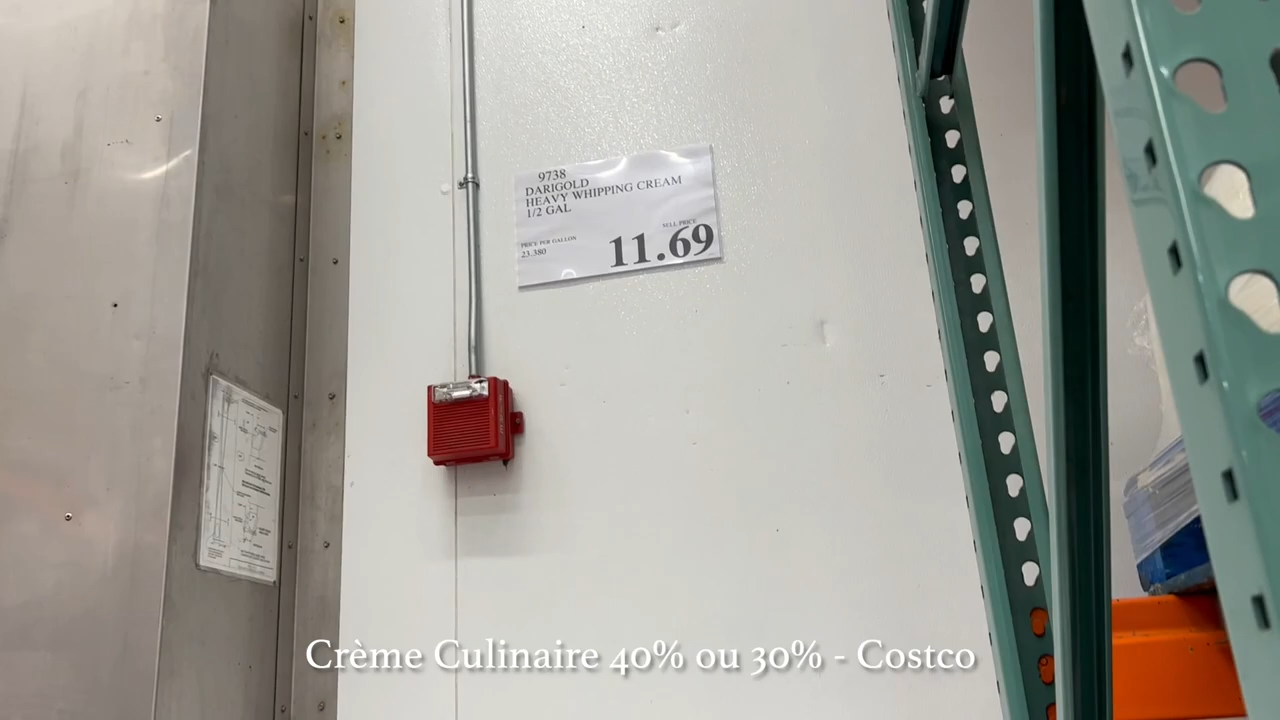 9738
DARIGOLD
HEAVY WHIPPING CREAM
1/2 GAL
PRICE PER GALLON
23.380
SELL PRICE
11.69
Crème Culinaire 40% ou 30% - Costco